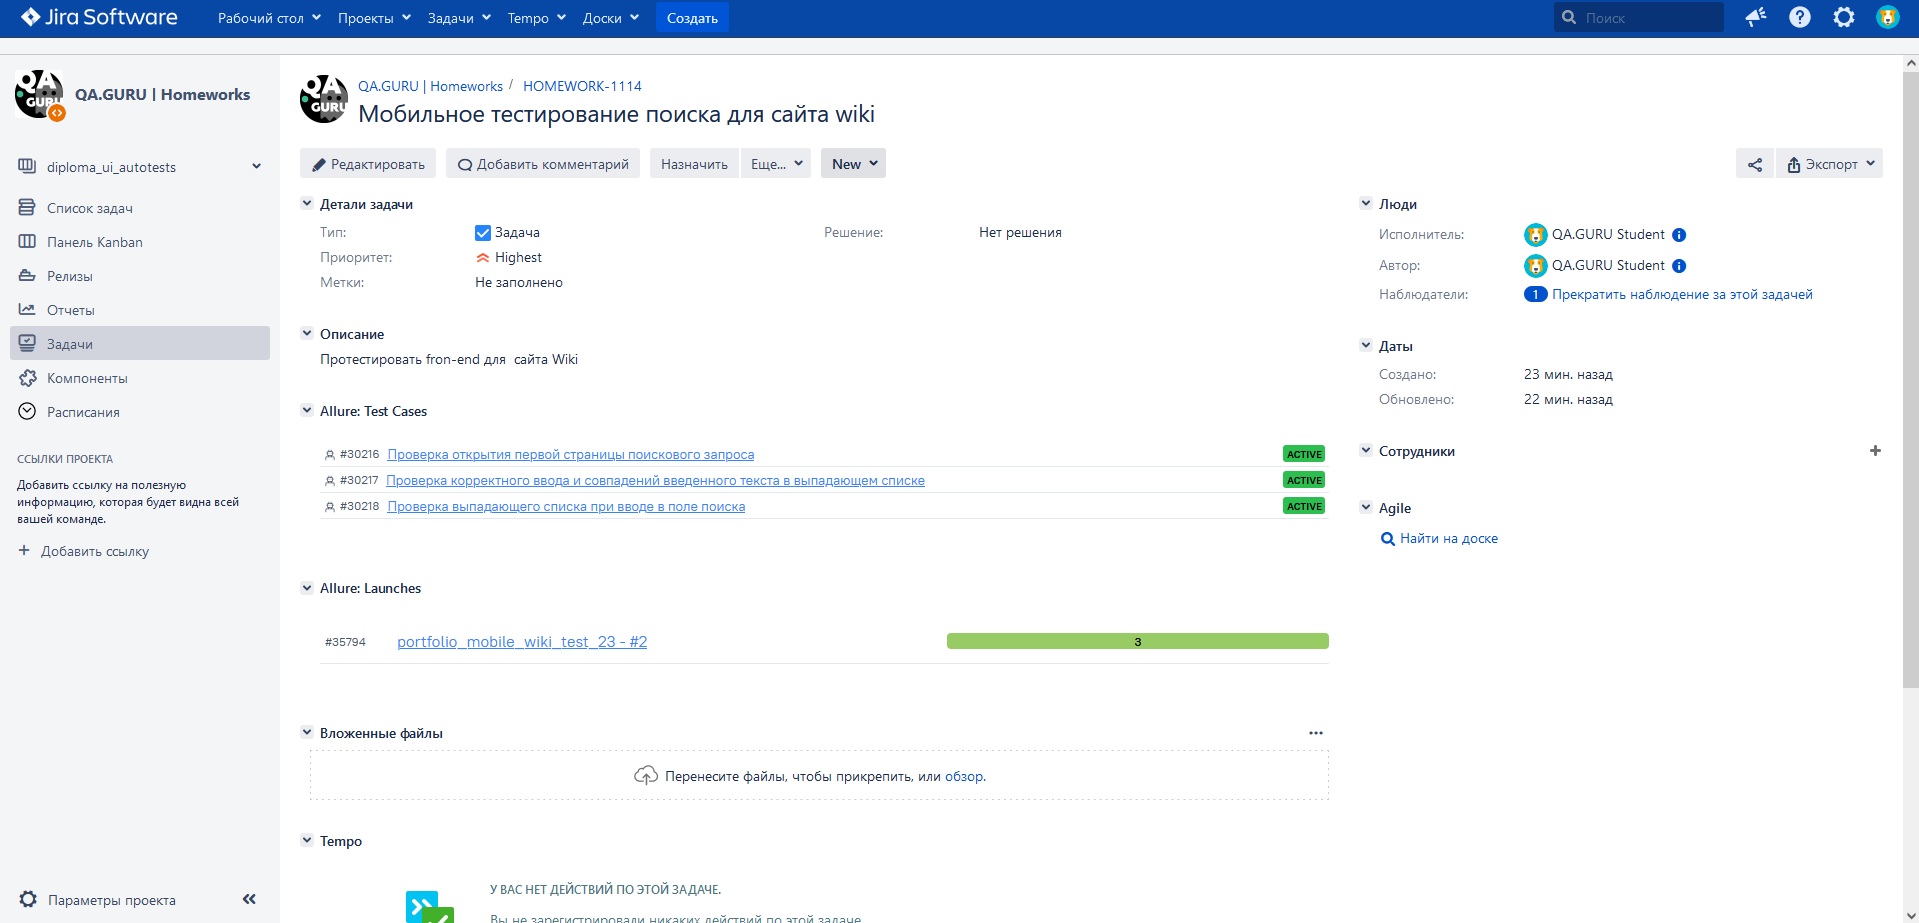 Jira Software
Рабочий стол
Проекты
Задачи
Tempo
Доски
Создать
Поиск
QA GURU
QA.GURU | Homeworks
diploma_ui_autotests
Список задач
Панель Kanban
Релизы
Отчеты
Задачи
Компоненты
Расписания
ССЫЛКИ ПРОЕКТА
Добавить ссылку на полезную
информацию, которая будет видна всей
вашей команде.
+ Добавить ссылку
Параметры проекта
QA GURU
QA.GURU | Homeworks / HOMEWORK-1114
Мобильное тестирование поиска для сайта wiki
Редактировать
Добавить комментарий
Назначить
Еще...
New
Экспорт
Детали задачи
Тип: Задача
Решение: Нет решения
Приоритет: Highest
Метки: Не заполнено
Описание
Протестировать fron-end для сайта Wiki
Allure: Test Cases
#30216 Проверка открытия первой страницы поискового запроса ACTIVE
#30217 Проверка корректного ввода и совпадений введенного текста в выпадающем списке ACTIVE
#30218 Проверка выпадающего списка при вводе в поле поиска ACTIVE
Allure: Launches
#35794 portfolio_mobile_wiki_test_23 - #2 3
Вложенные файлы
Перенесите файлы, чтобы прикрепить, или обзор.
Tempo
У ВАС НЕТ ДЕЙСТВИЙ ПО ЭТОЙ ЗАДАЧЕ.
Вы не зарегистрировали никаких действий по этой задаче
Люди
Исполнитель: QA.GURU Student
Автор: QA.GURU Student
Наблюдатели: 1 Прекратить наблюдение за этой задачей
Даты
Создано: 23 мин. назад
Обновлено: 22 мин. назад
Сотрудники
Agile
Найти на доске